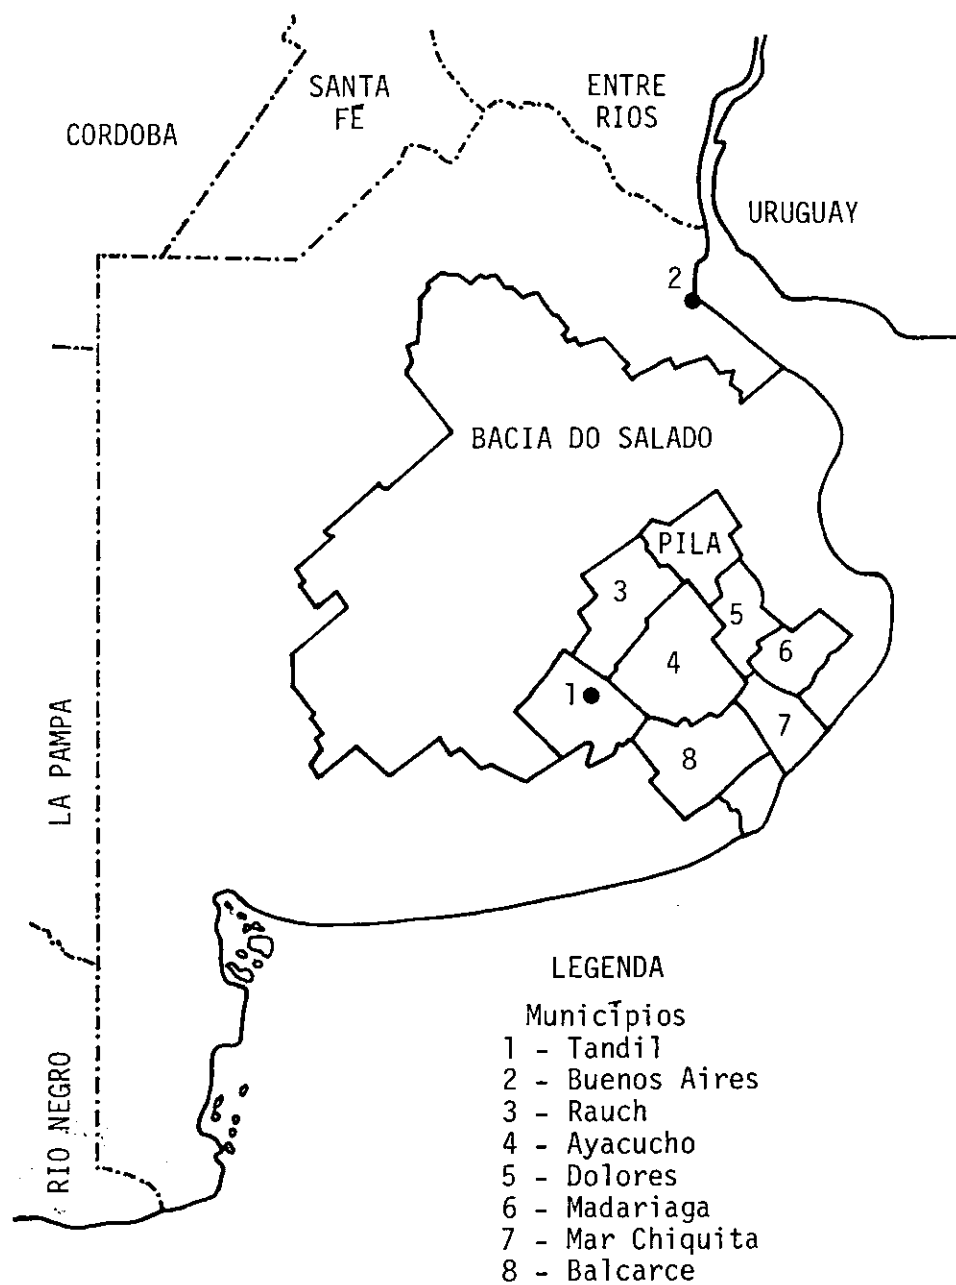 SANTA
FÉ
ENTRE
RIOS
CORDOBA
URUGUAY
2
BACIA DO SALADO
PILA
3
5
6
4
1
7
8
LA PAMPA
RIO NEGRO
LEGENDA
Municípios
1 - Tandil
2 - Buenos Aires
3 - Rauch
4 - Ayacucho
5 - Dolores
6 - Madariaga
7 - Mar Chiquita
8 - Balcarce